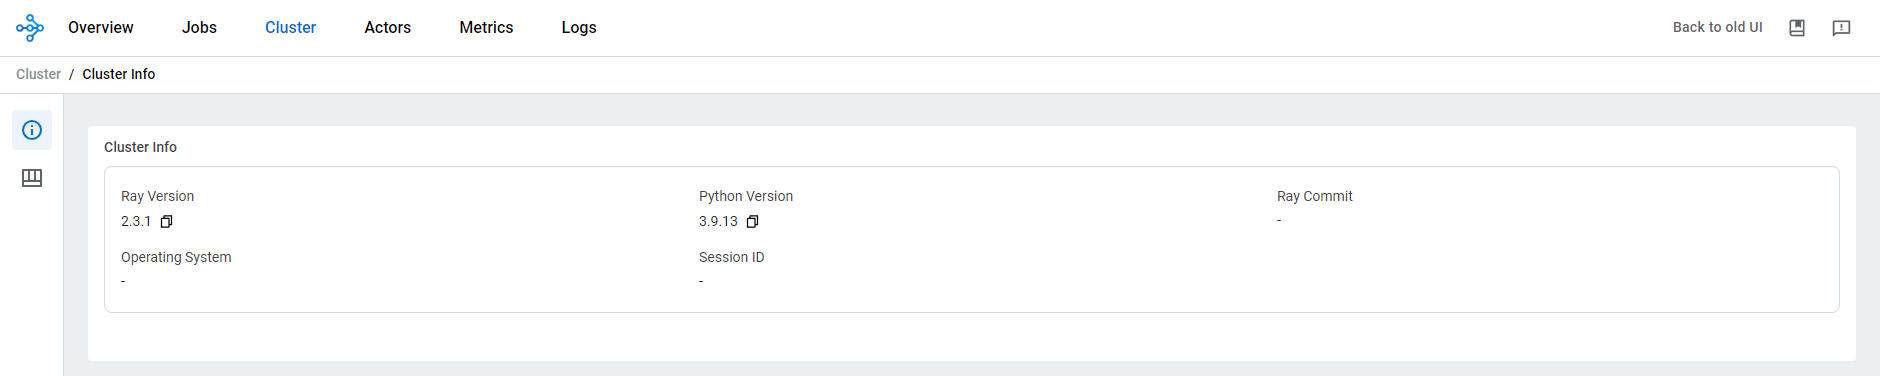 Overview Jobs Cluster Actors Metrics Logs Back to old UI
Cluster / Cluster Info
Cluster Info
Ray Version Python Version Ray Commit
2.3.1 3.9.13 -
Operating System Session ID
- -